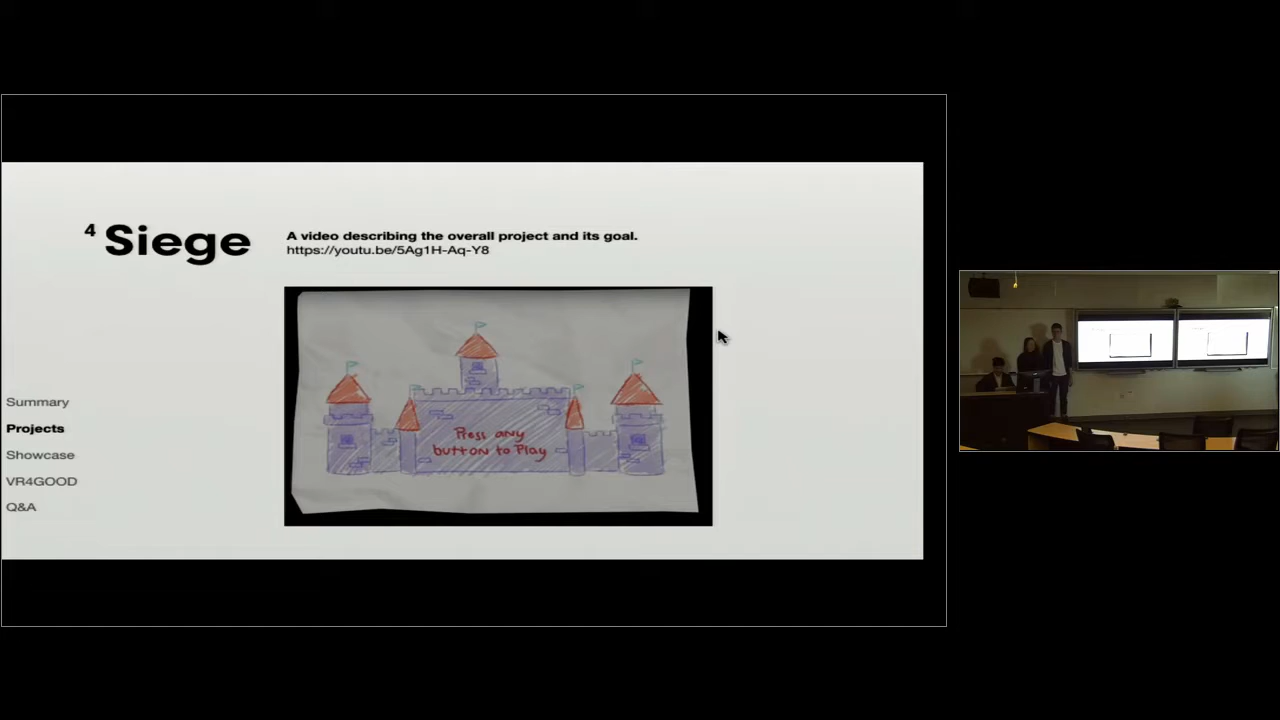 4 Siege
A video describing the overall project and its goal.
https://youtu.be/5Ag1H-Aq-Y8
Press any
button to Play
Summary
Projects
Showcase
VR4GOOD
Q&A